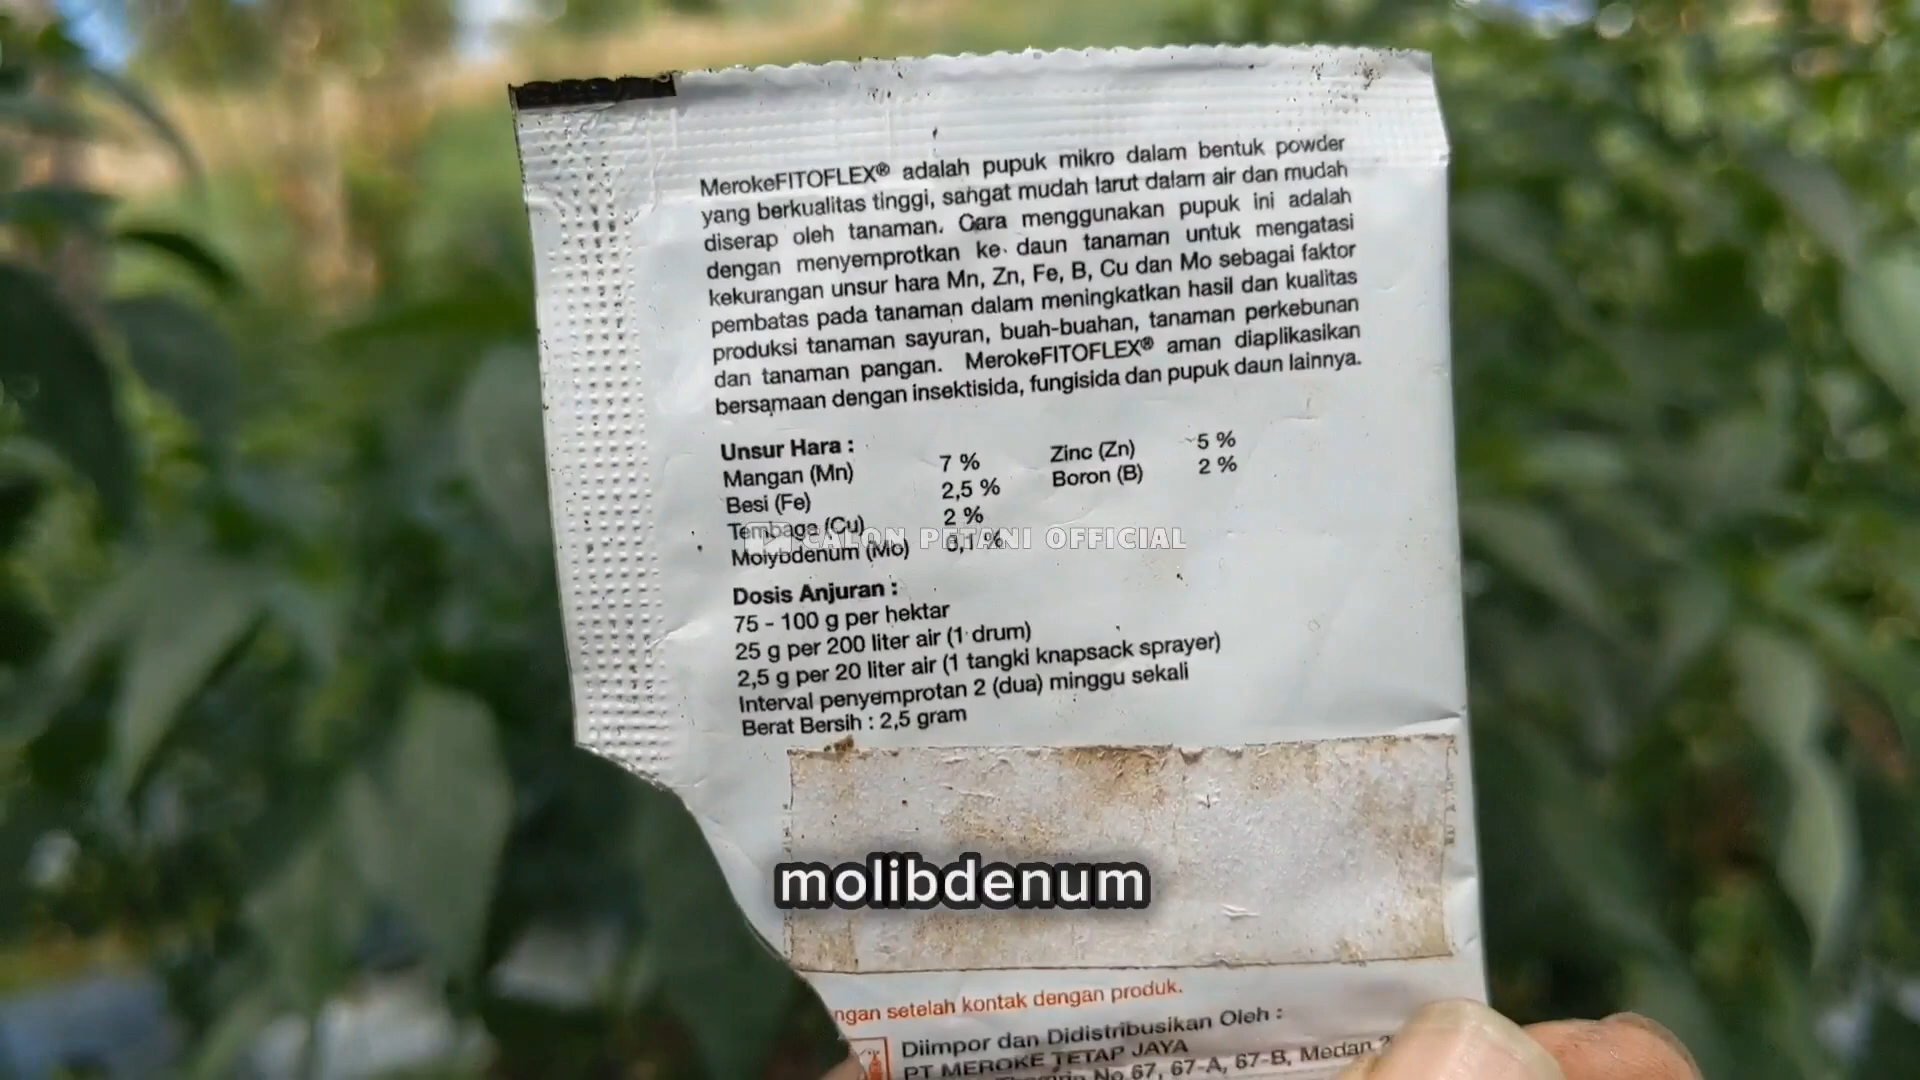 MerokeFITOFLEX® adalah pupuk mikro dalam bentuk powder
yang berkualitas tinggi, sangat mudah larut dalam air dan mudah
diserap oleh tanaman. Cara menggunakan pupuk ini adalah
dengan menyemprotkan ke daun tanaman untuk mengatasi
kekurangan unsur hara Mn, Zn, Fe, B, Cu dan Mo sebagai faktor
pembatas pada tanaman dalam meningkatkan hasil dan kualitas
produksi tanaman sayuran, buah-buahan, tanaman perkebunan
dan tanaman pangan. MerokeFITOFLEX® aman diaplikasikan
bersamaan dengan insektisida, fungisida dan pupuk daun lainnya.
Unsur Hara :
Mangan (Mn) 7 % Zinc (Zn) 5 %
Besi (Fe) 2,5 % Boron (B) 2 %
Tembaga (Cu) 2 %
CALON PETANI OFFICIAL
Molybdenum (Mo) 0,1 %
Dosis Anjuran :
75 - 100 g per hektar
25 g per 200 liter air (1 drum)
2,5 g per 20 liter air (1 tangki knapsack sprayer)
Interval penyemprotan 2 (dua) minggu sekali
Berat Bersih : 2,5 gram
molibdenum
ngan setelah kontak dengan produk.
Diimpor dan Didistribusikan Oleh :
PT MEROKE TETAP JAYA
No 67, 67-A, 67-B, Medan